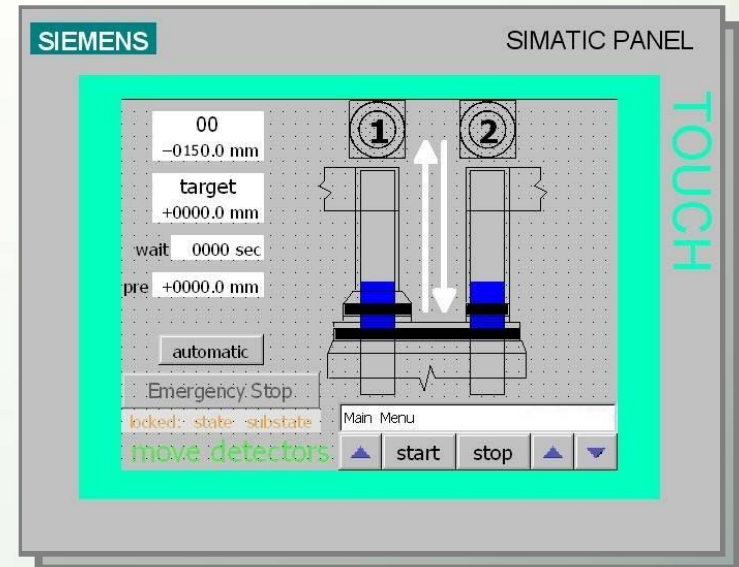 SIEMENS
SIMATIC PANEL
TOUCH
00
-0150.0 mm
target
+0000.0 mm
wait 0000 sec
pre +0000.0 mm
1 2
automatic
Emergency Stop
locked: state substate
Main Menu
move detectors
start stop